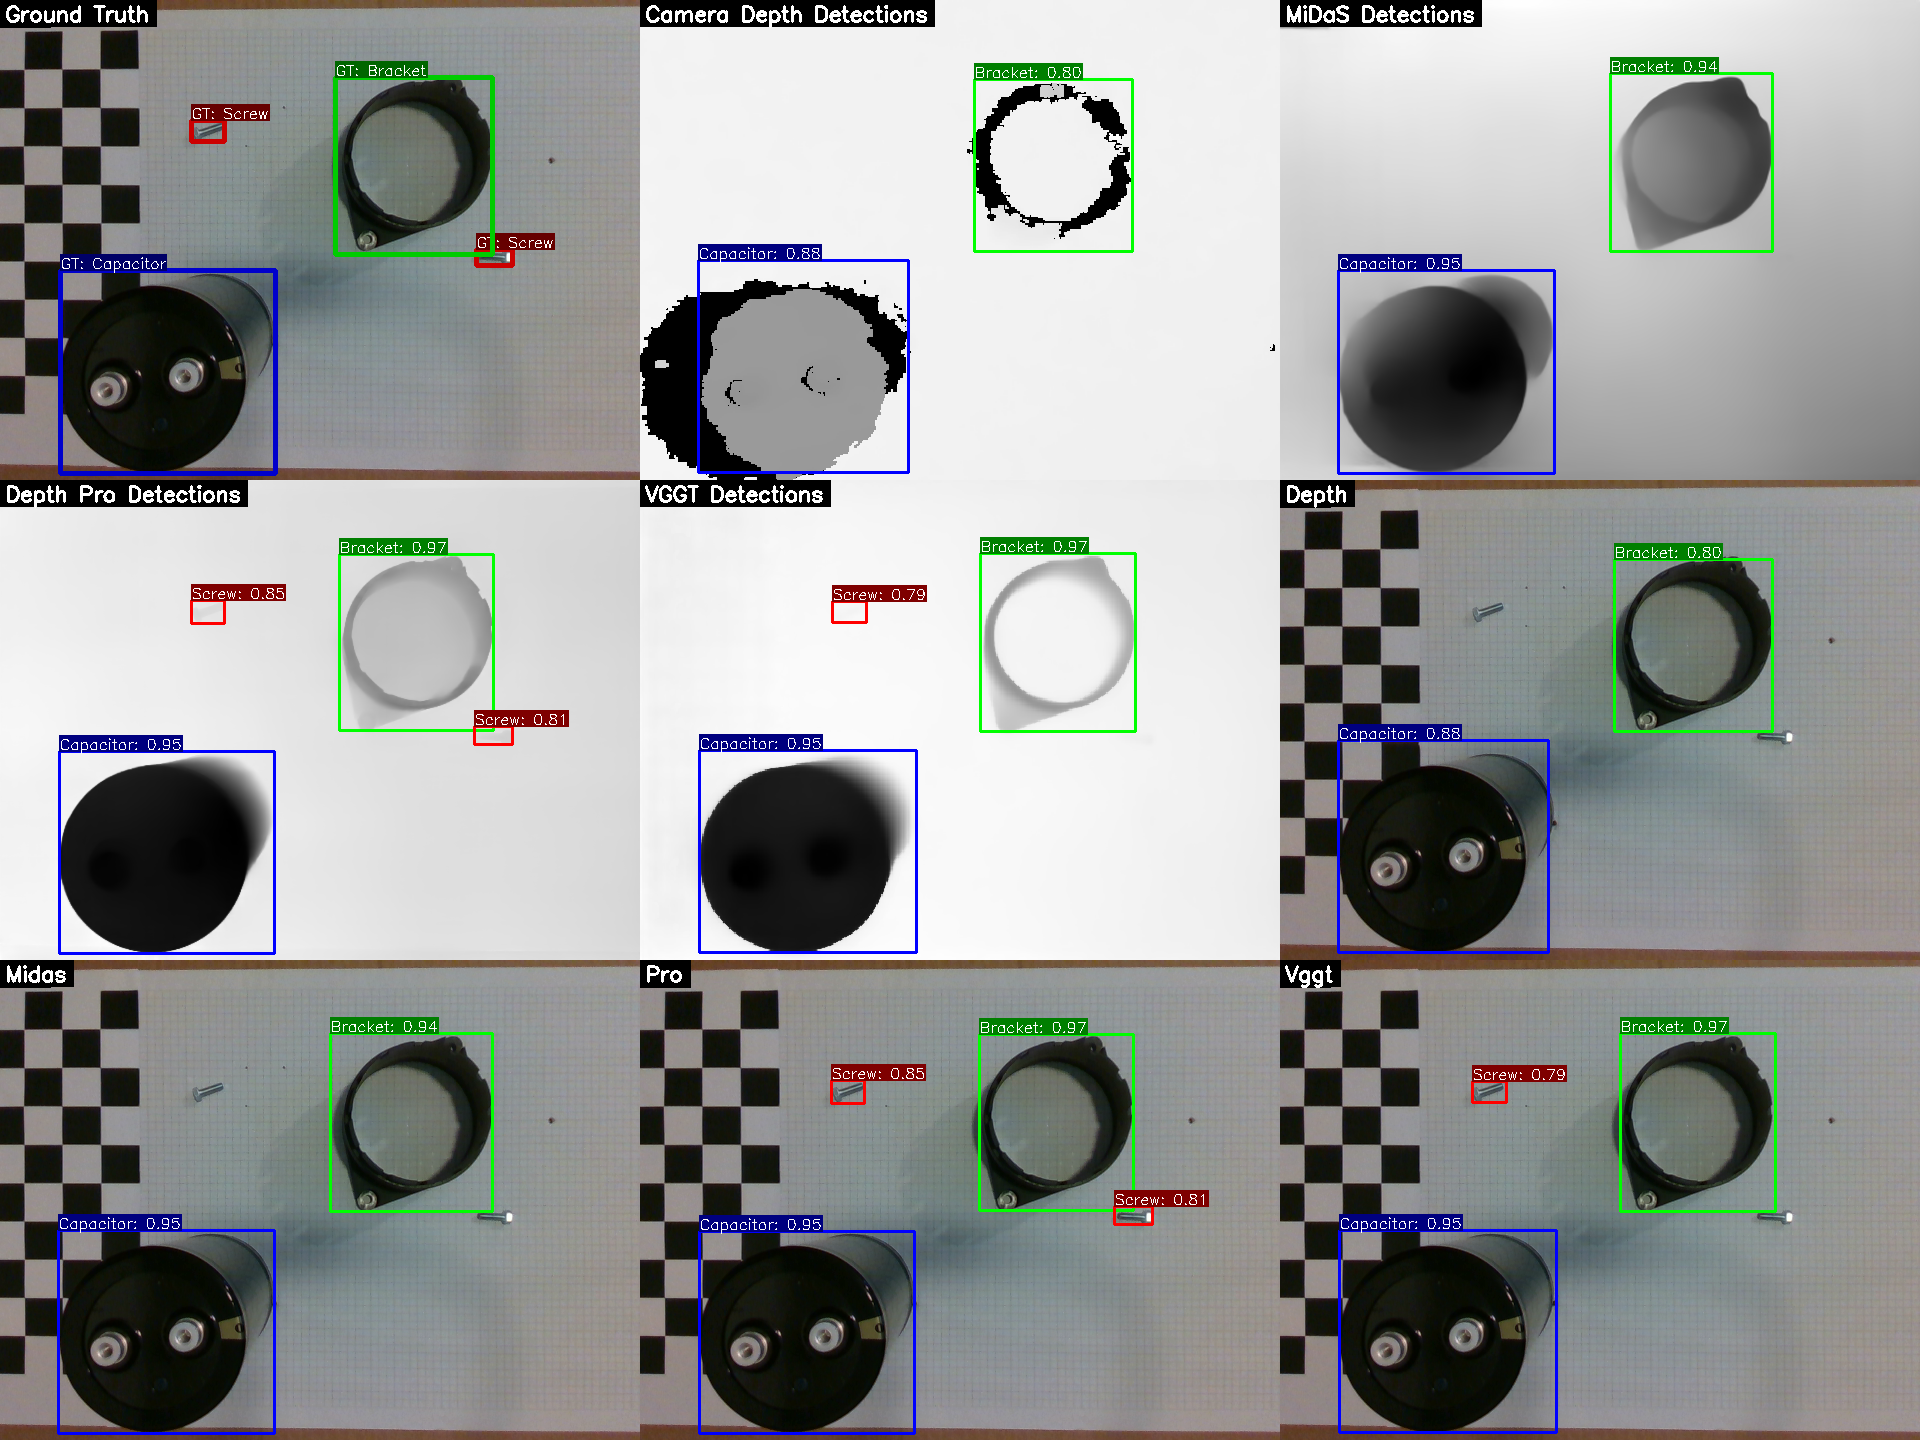 Ground Truth
GT: Bracket
GT: Screw
GT: Screw
GT: Capacitor
Camera Depth Detections
Bracket: 0.80
Capacitor: 0.88
MiDaS Detections
Bracket: 0.94
Capacitor: 0.95
Depth Pro Detections
Bracket: 0.97
Screw: 0.85
Screw: 0.81
Capacitor: 0.95
VGGT Detections
Bracket: 0.97
Screw: 0.79
Capacitor: 0.95
Depth
Bracket: 0.80
Capacitor: 0.88
Midas
Bracket: 0.94
Capacitor: 0.95
Pro
Bracket: 0.97
Screw: 0.85
Screw: 0.81
Capacitor: 0.95
Vggt
Bracket: 0.97
Screw: 0.79
Capacitor: 0.95